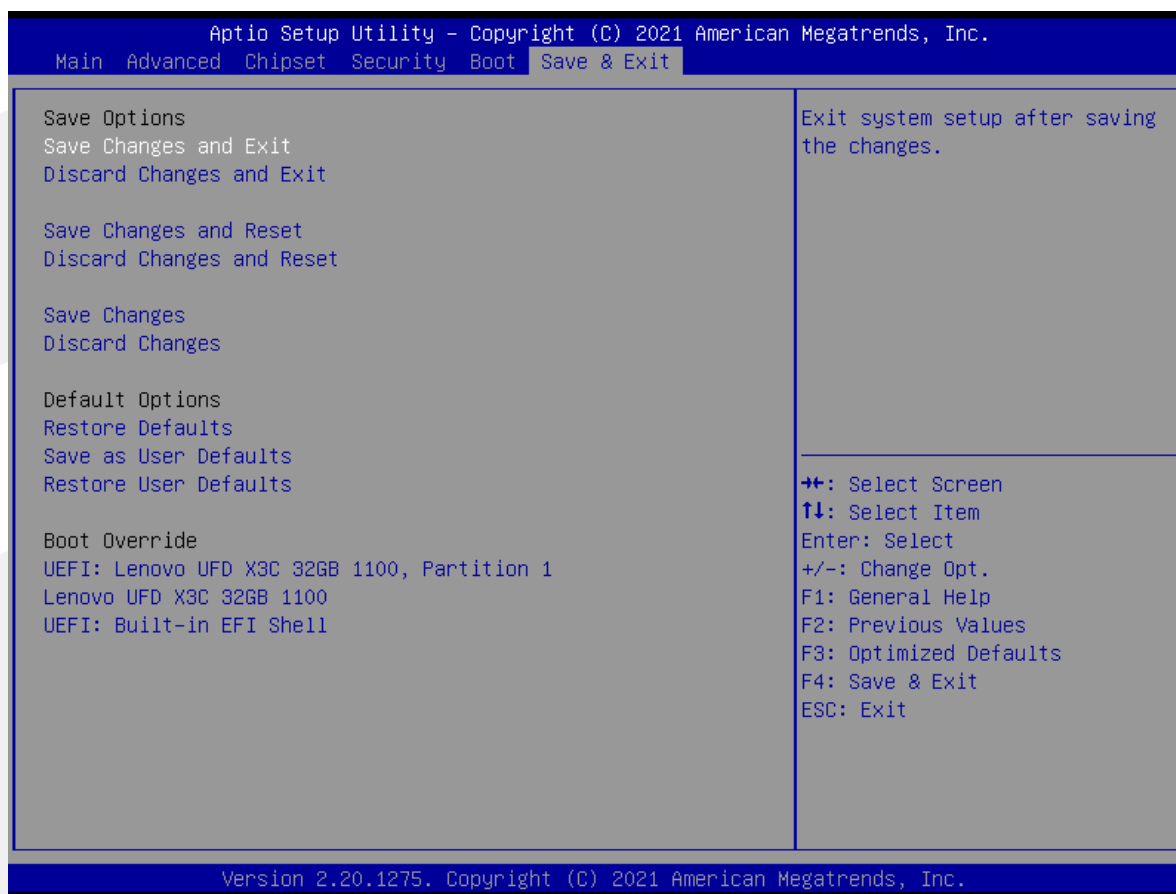 Aptio Setup Utility – Copyright (C) 2021 American Megatrends, Inc.
Main Advanced Chipset Security Boot Save & Exit
Save Options
Save Changes and Exit
Discard Changes and Exit
Save Changes and Reset
Discard Changes and Reset
Save Changes
Discard Changes
Default Options
Restore Defaults
Save as User Defaults
Restore User Defaults
Boot Override
UEFI: Lenovo UFD X3C 32GB 1100, Partition 1
Lenovo UFD X3C 32GB 1100
UEFI: Built-in EFI Shell
Exit system setup after saving
the changes.
→←: Select Screen
↑↓: Select Item
Enter: Select
+/-: Change Opt.
F1: General Help
F2: Previous Values
F3: Optimized Defaults
F4: Save & Exit
ESC: Exit
Version 2.20.1275. Copyright (C) 2021 American Megatrends, Inc.